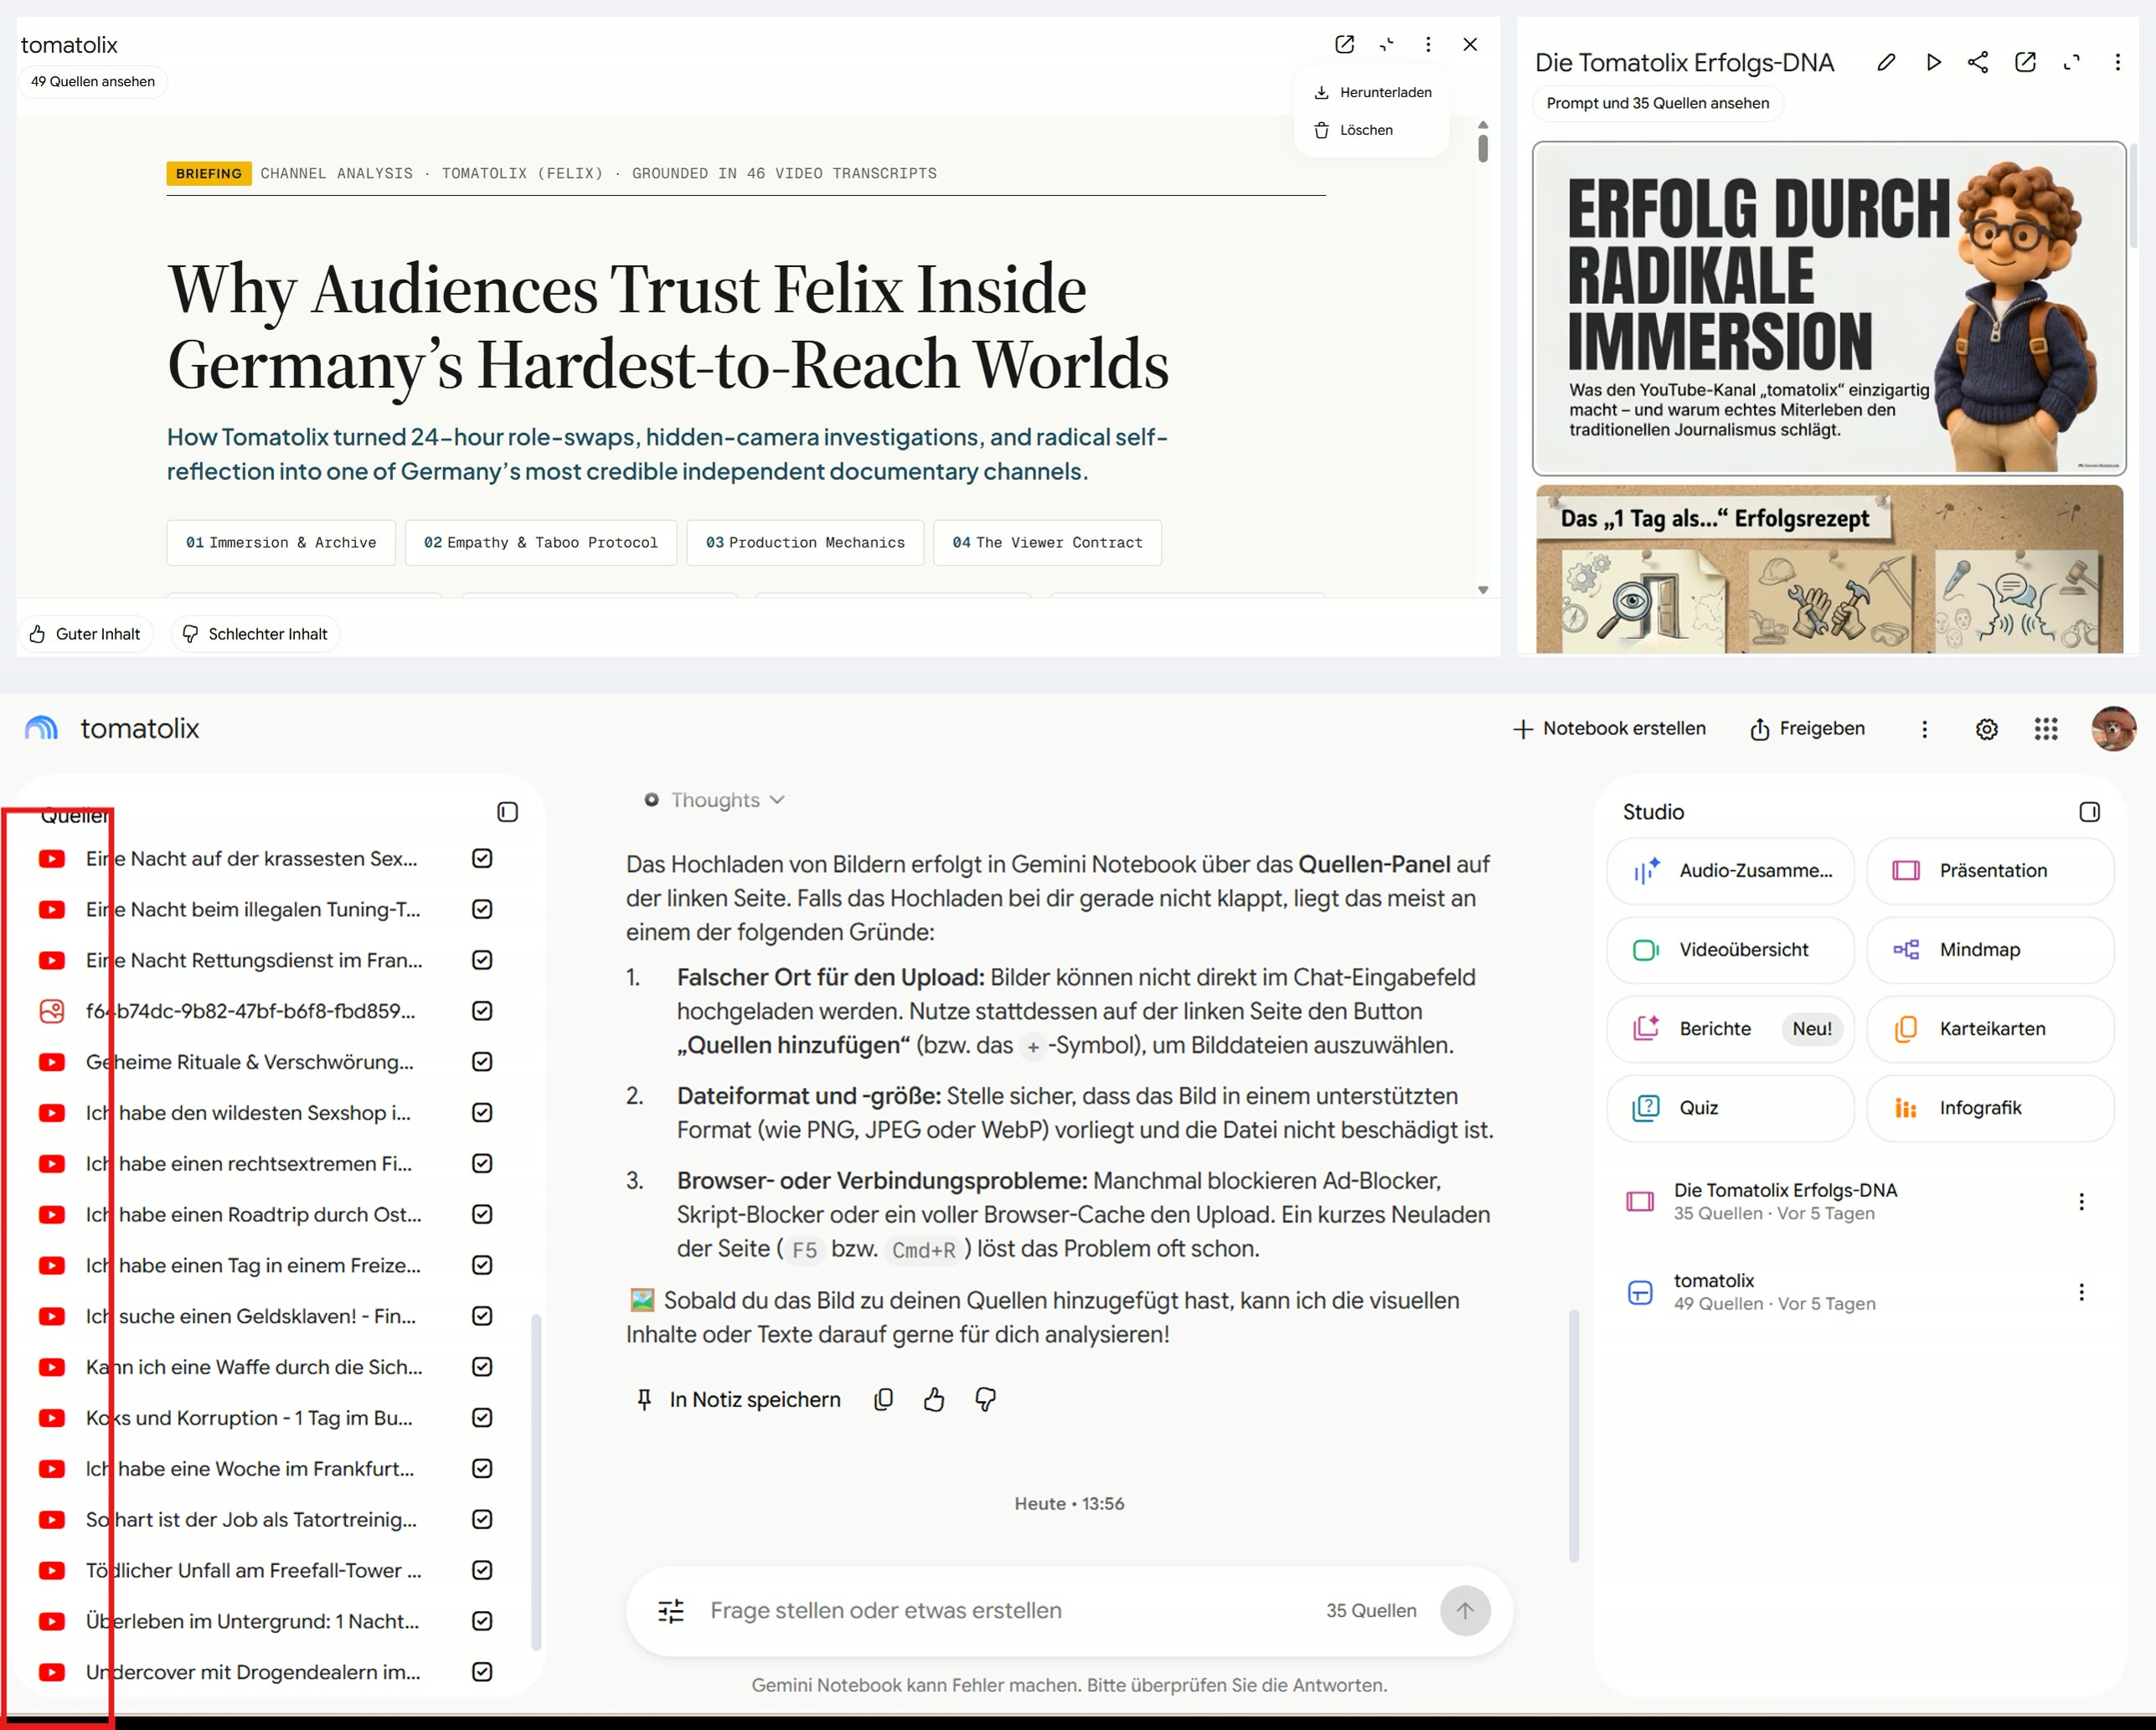 tomatolix
49 Quellen ansehen
Herunterladen
Löschen
BRIEFING CHANNEL ANALYSIS · TOMATOLIX (FELIX) · GROUNDED IN 46 VIDEO TRANSCRIPTS
Why Audiences Trust Felix Inside
Germany’s Hardest-to-Reach Worlds
How Tomatolix turned 24-hour role-swaps, hidden-camera investigations, and radical self-
reflection into one of Germany’s most credible independent documentary channels.
01 Immersion & Archive
02 Empathy & Taboo Protocol
03 Production Mechanics
04 The Viewer Contract
Guter Inhalt
Schlechter Inhalt
Die Tomatolix Erfolgs-DNA
Prompt und 35 Quellen ansehen
ERFOLG DURCH
RADIKALE
IMMERSION
Was den YouTube-Kanal „tomatolix“ einzigartig
macht – und warum echtes Miterleben den
traditionellen Journalismus schlägt.
Das „1 Tag als...“ Erfolgsrezept
tomatolix
Notebook erstellen
Freigeben
Quellen
Eine Nacht auf der krassesten Sex...
Eine Nacht beim illegalen Tuning-T...
Eine Nacht Rettungsdienst im Fran...
f64b74dc-9b82-47bf-b6f8-fbd859...
Geheime Rituale & Verschwörung...
Ich habe den wildesten Sexshop i...
Ich habe einen rechtsextremen Fi...
Ich habe einen Roadtrip durch Ost...
Ich habe einen Tag in einem Freize...
Ich suche einen Geldsklaven! - Fin...
Kann ich eine Waffe durch die Sich...
Koks und Korruption - 1 Tag im Bu...
Ich habe eine Woche im Frankfurt...
So hart ist der Job als Tatortreinig...
Tödlicher Unfall am Freefall-Tower ...
Überleben im Untergrund: 1 Nacht...
Undercover mit Drogendealern im...
Thoughts
Das Hochladen von Bildern erfolgt in Gemini Notebook über das Quellen-Panel auf
der linken Seite. Falls das Hochladen bei dir gerade nicht klappt, liegt das meist an
einem der folgenden Gründe:
1. Falscher Ort für den Upload: Bilder können nicht direkt im Chat-Eingabefeld
hochgeladen werden. Nutze stattdessen auf der linken Seite den Button
„Quellen hinzufügen“ (bzw. das + -Symbol), um Bilddateien auszuwählen.
2. Dateiformat und -größe: Stelle sicher, dass das Bild in einem unterstützten
Format (wie PNG, JPEG oder WebP) vorliegt und die Datei nicht beschädigt ist.
3. Browser- oder Verbindungsprobleme: Manchmal blockieren Ad-Blocker,
Skript-Blocker oder ein voller Browser-Cache den Upload. Ein kurzes Neuladen
der Seite ( F5 bzw. Cmd+R ) löst das Problem oft schon.
Sobald du das Bild zu deinen Quellen hinzugefügt hast, kann ich die visuellen
Inhalte oder Texte darauf gerne für dich analysieren!
In Notiz speichern
Heute • 13:56
Frage stellen oder etwas erstellen
35 Quellen
Gemini Notebook kann Fehler machen. Bitte überprüfen Sie die Antworten.
Studio
Audio-Zusamme...
Präsentation
Videoübersicht
Mindmap
Berichte Neu!
Karteikarten
Quiz
Infografik
Die Tomatolix Erfolgs-DNA
35 Quellen · Vor 5 Tagen
tomatolix
49 Quellen · Vor 5 Tagen